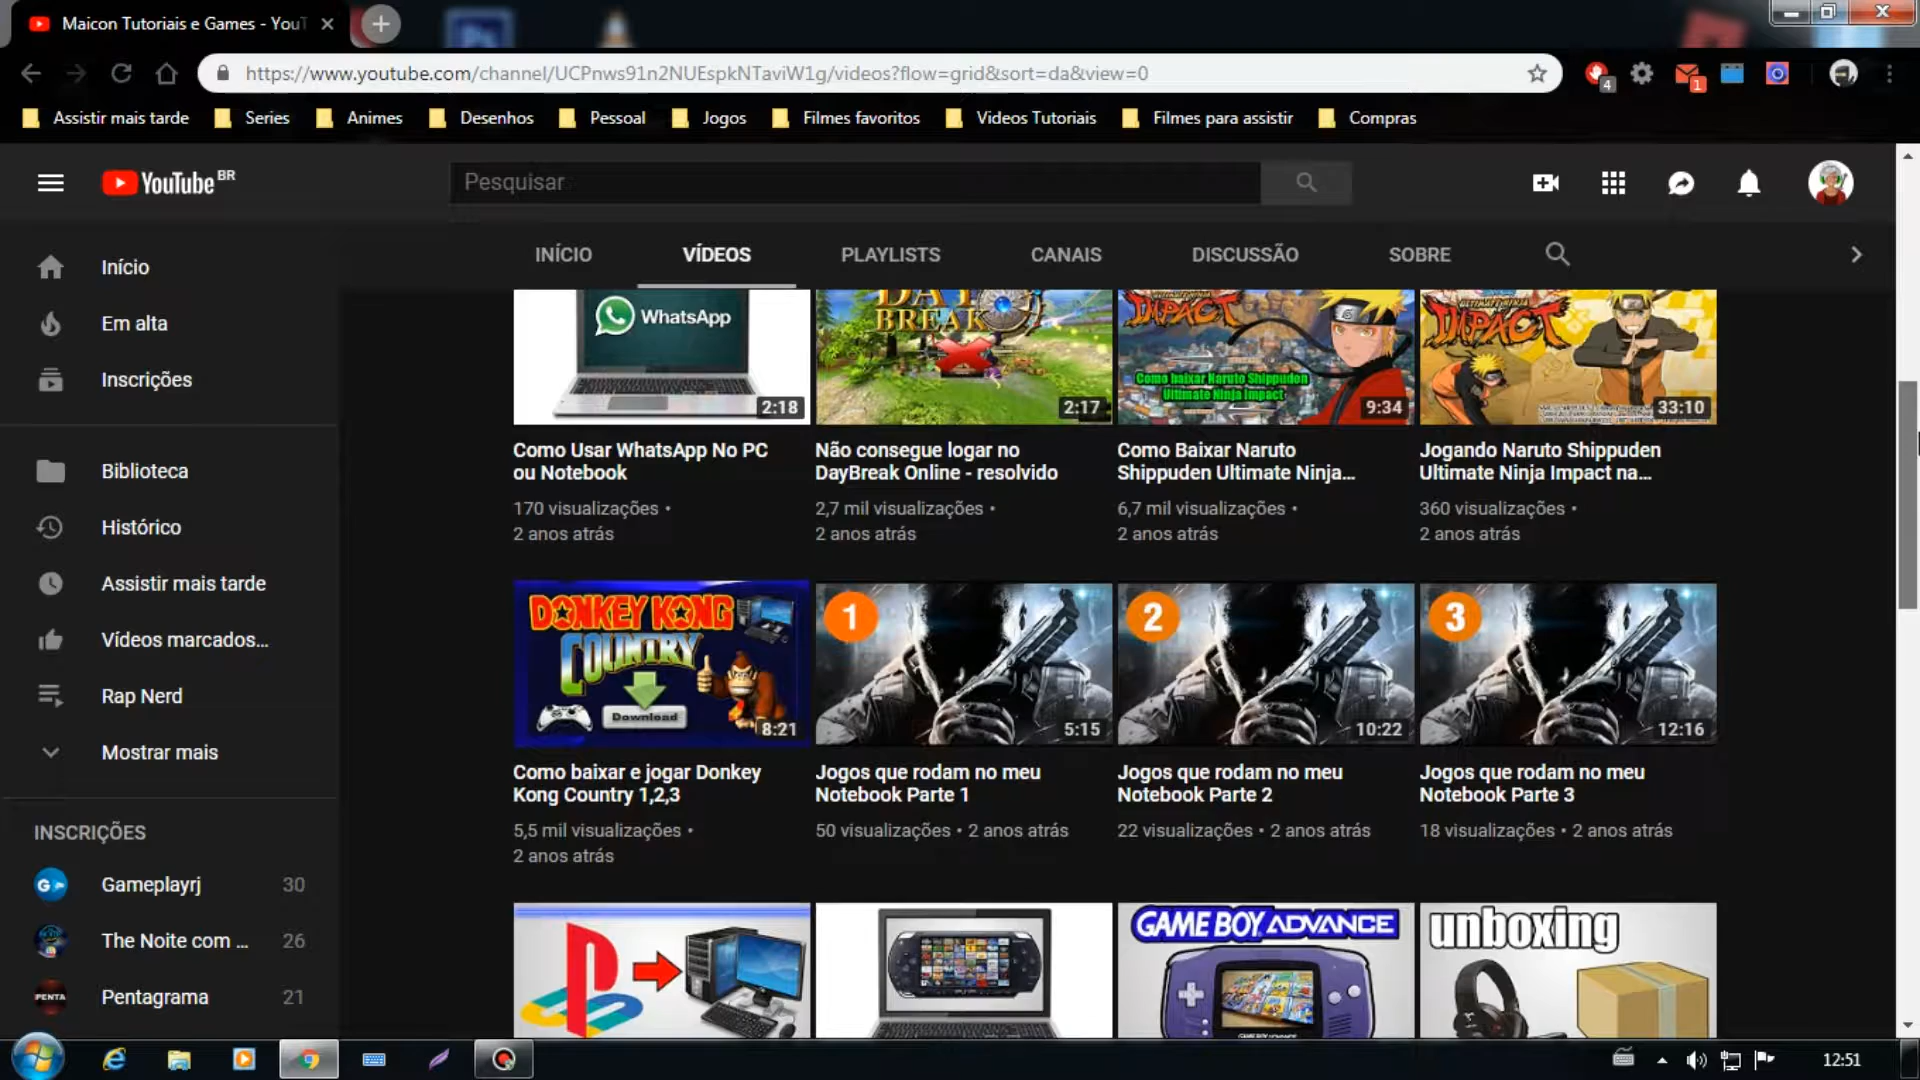 Maicon Tutoriais e Games - YouT
https://www.youtube.com/channel/UCPnws91n2NUEspkNTaviW1g/videos?flow=grid&sort=da&view=0
4
1
Assistir mais tarde
Series
Animes
Desenhos
Pessoal
Jogos
Filmes favoritos
Videos Tutoriais
Filmes para assistir
Compras
YouTube BR
Pesquisar
INÍCIO
VÍDEOS
PLAYLISTS
CANAIS
DISCUSSÃO
SOBRE
Início
Em alta
Inscrições
Biblioteca
Histórico
Assistir mais tarde
Vídeos marcados...
Rap Nerd
Mostrar mais
INSCRIÇÕES
Gameplayrj 30
The Noite com ... 26
PENTA
Pentagrama 21
WhatsApp
2:18
Como Usar WhatsApp No PC
ou Notebook
170 visualizações •
2 anos atrás
DAY
BREAK
2:17
Não consegue logar no
DayBreak Online - resolvido
2,7 mil visualizações •
2 anos atrás
IMPACT
Como baixar Naruto Shippuden
Ultimate Ninja Impact
9:34
Como Baixar Naruto
Shippuden Ultimate Ninja...
6,7 mil visualizações •
2 anos atrás
ULTIMATE NINJA
IMPACT
33:10
Jogando Naruto Shippuden
Ultimate Ninja Impact na...
360 visualizações •
2 anos atrás
DONKEY KONG
COUNTRY
Download
8:21
Como baixar e jogar Donkey
Kong Country 1,2,3
5,5 mil visualizações •
2 anos atrás
1
5:15
Jogos que rodam no meu
Notebook Parte 1
50 visualizações • 2 anos atrás
2
10:22
Jogos que rodam no meu
Notebook Parte 2
22 visualizações • 2 anos atrás
3
12:16
Jogos que rodam no meu
Notebook Parte 3
18 visualizações • 2 anos atrás
GAME BOY ADVANCE
unboxing
12:51